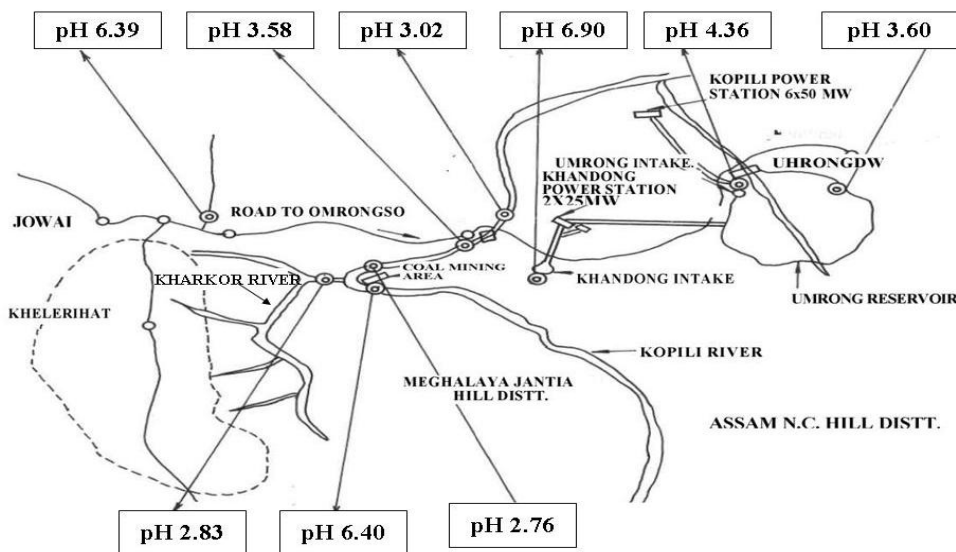 pH 6.39
pH 3.58
pH 3.02
pH 6.90
pH 4.36
pH 3.60
KOPILI POWER
STATION 6x50 MW
UMRONG INTAKE.
KHANDONG
POWER STATION
2X25MW
UHRONGDW
JOWAI
ROAD TO OMRONGSO
KHARKOR RIVER
COAL MINING
AREA
KHANDONG INTAKE
UMRONG RESERVOIR
KHELERIHAT
KOPILI RIVER
MEGHALAYA JANTIA
HILL DISTT.
ASSAM N.C. HILL DISTT.
pH 2.83
pH 6.40
pH 2.76